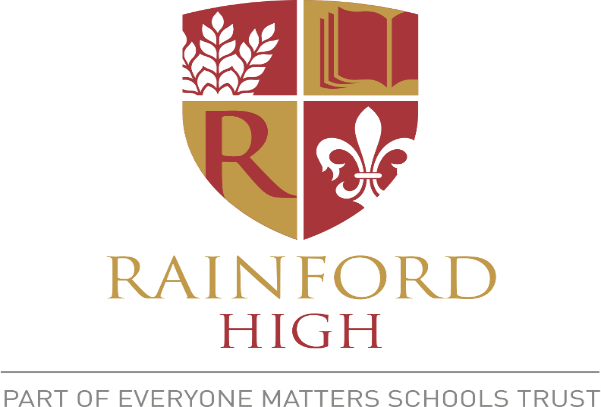 R
RAINFORD
HIGH
PART OF EVERYONE MATTERS SCHOOLS TRUST